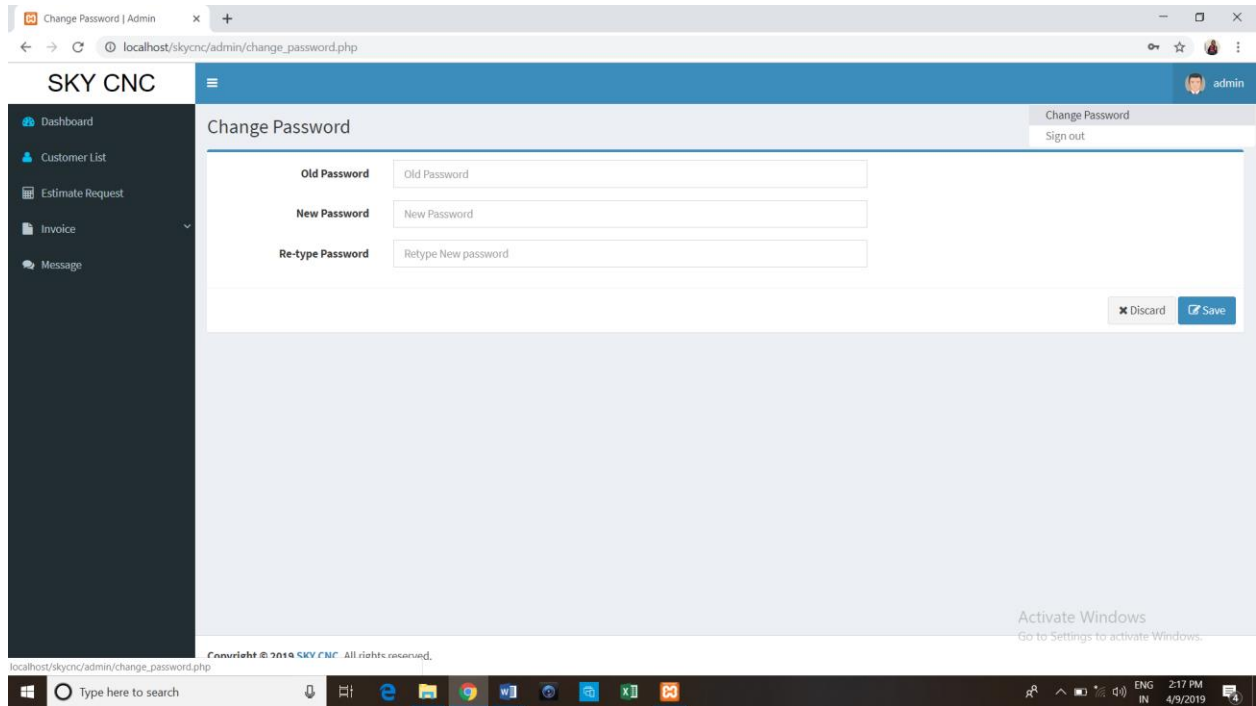 Change Password | Admin
localhost/skycnc/admin/change_password.php
SKY CNC
admin
Dashboard
Change Password
Change Password
Sign out
Customer List
Old Password Old Password
Estimate Request
New Password New Password
Invoice
Re-type Password Retype New password
Message
Discard Save
Activate Windows
Go to Settings to activate Windows.
Copyright © 2019 SKY CNC. All rights reserved.
localhost/skycnc/admin/change_password.php
Type here to search
ENG 2:17 PM
IN 4/9/2019
4